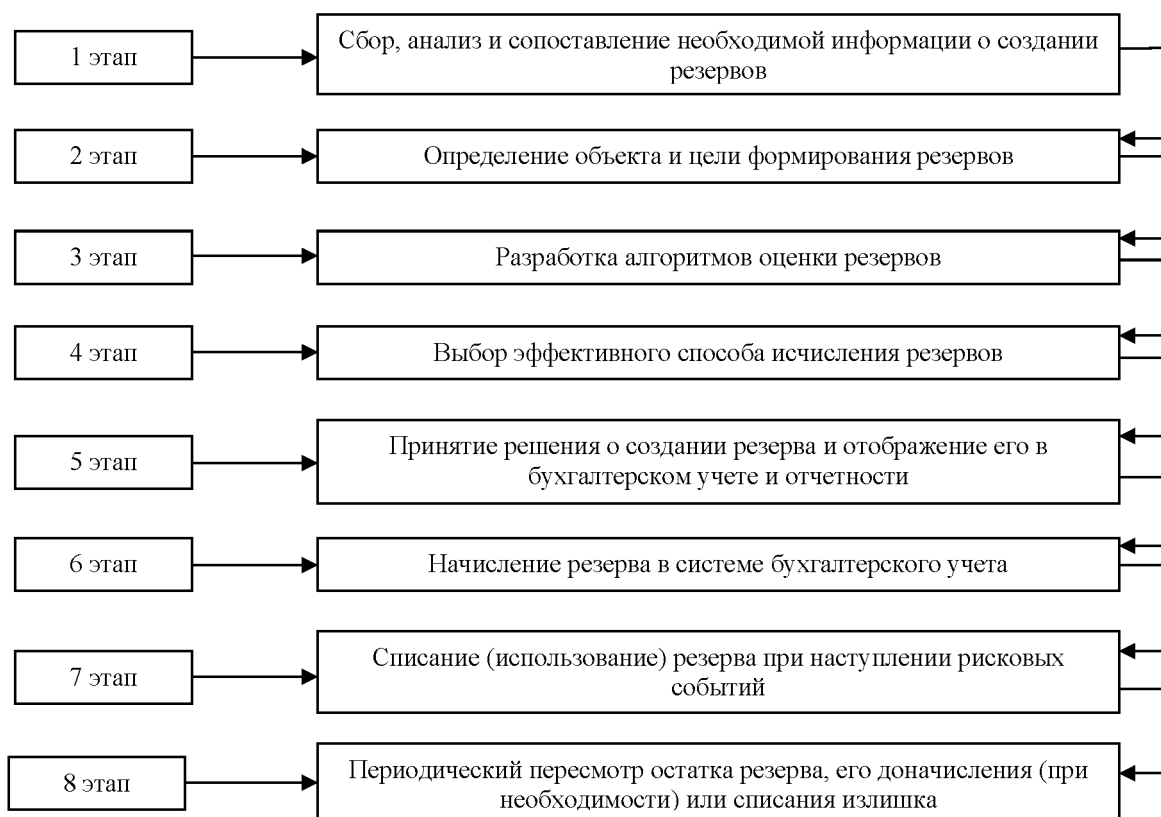 1 этап
Сбор, анализ и сопоставление необходимой информации о создании
резервов
2 этап
Определение объекта и цели формирования резервов
3 этап
Разработка алгоритмов оценки резервов
4 этап
Выбор эффективного способа исчисления резервов
5 этап
Принятие решения о создании резерва и отображение его в
бухгалтерском учете и отчетности
6 этап
Начисление резерва в системе бухгалтерского учета
7 этап
Списание (использование) резерва при наступлении рисковых
событий
8 этап
Периодический пересмотр остатка резерва, его доначисления (при
необходимости) или списания излишка